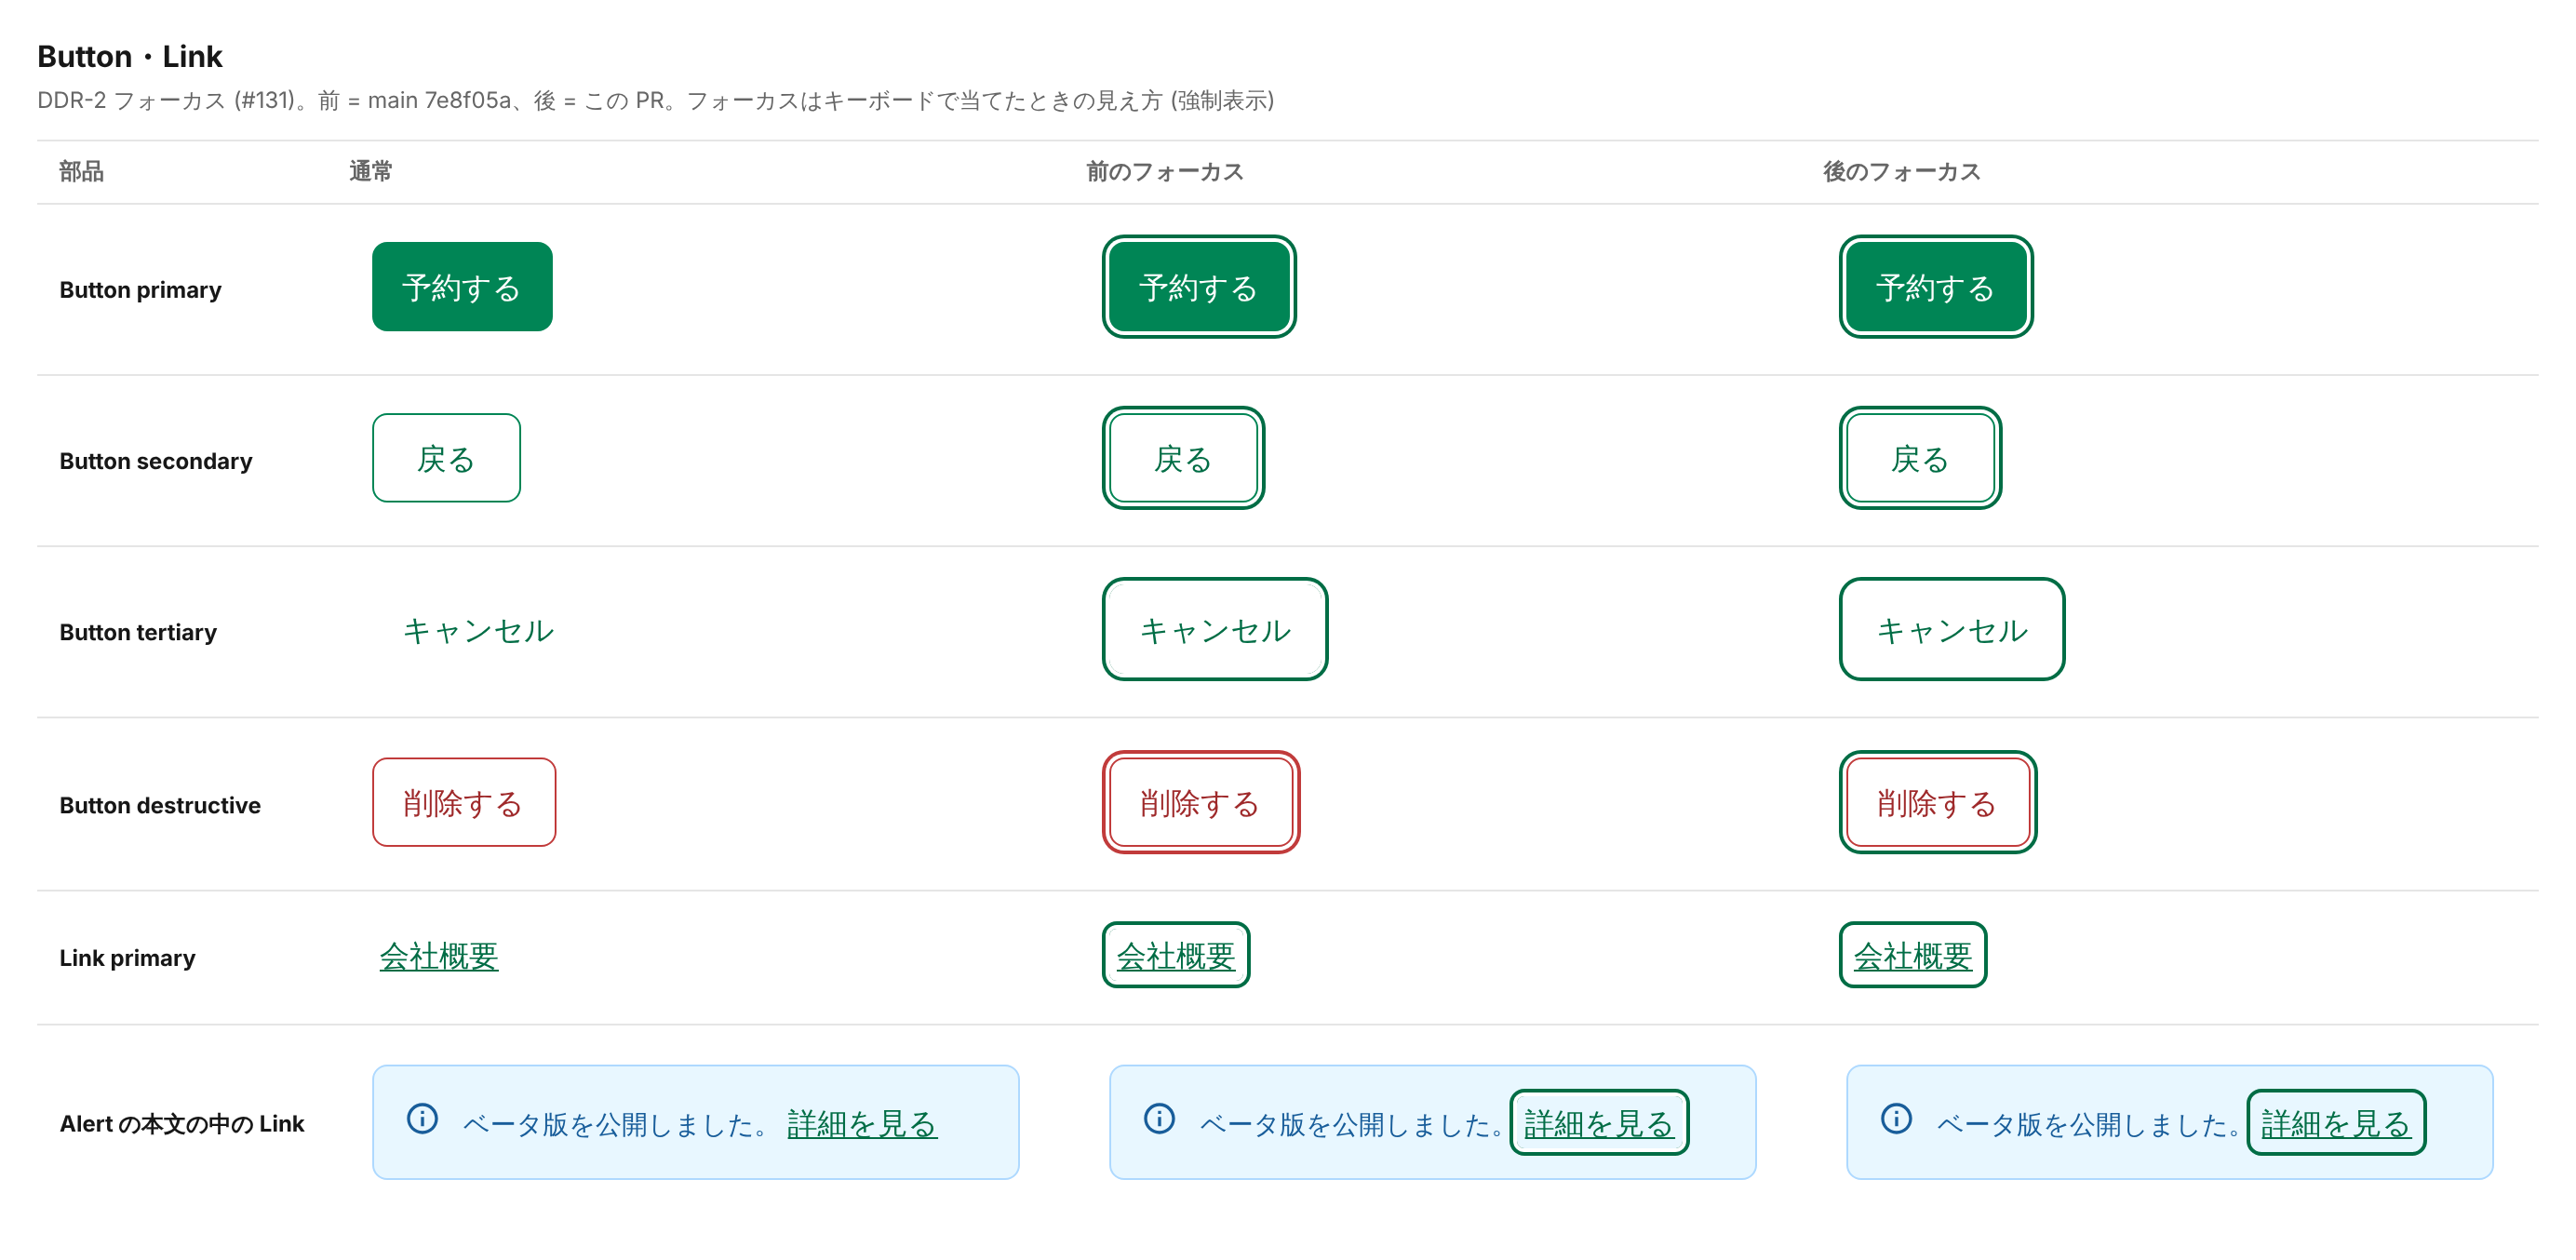 Button・Link
DDR-2 フォーカス (#131)。前 = main 7e8f05a、後 = この PR。フォーカスはキーボードで当てたときの見え方 (強制表示)
部品 通常 前のフォーカス 後のフォーカス
Button primary 予約する 予約する 予約する
Button secondary 戻る 戻る 戻る
Button tertiary キャンセル キャンセル キャンセル
Button destructive 削除する 削除する 削除する
Link primary 会社概要 会社概要 会社概要
Alert の本文の中の Link ベータ版を公開しました。 詳細を見る ベータ版を公開しました。 詳細を見る ベータ版を公開しました。 詳細を見る